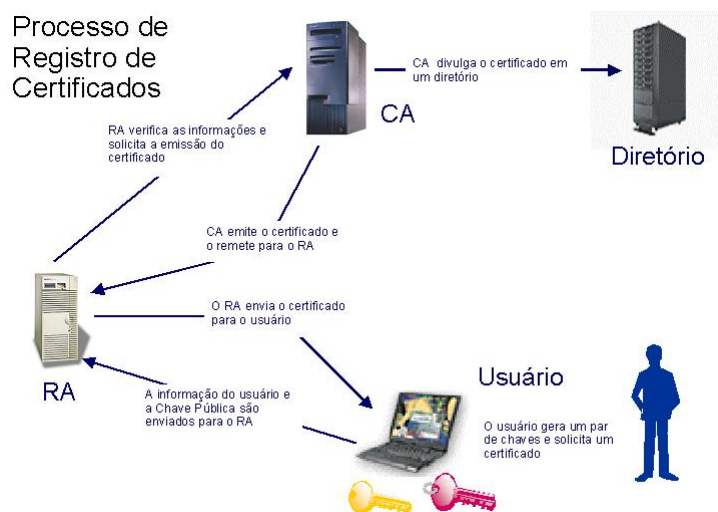 Processo de
Registro de
Certificados
CA divulga o certificado em
um diretório
CA
Diretório
RA verifica as informações e
solicita a emissão do
certificado
CA emite o certificado e
o remete para o RA
O RA envia o certificado
para o usuário
RA
A informação do usuário e
a Chave Pública são
enviados para o RA
Usuário
O usuário gera um par
de chaves e solicita um
certificado